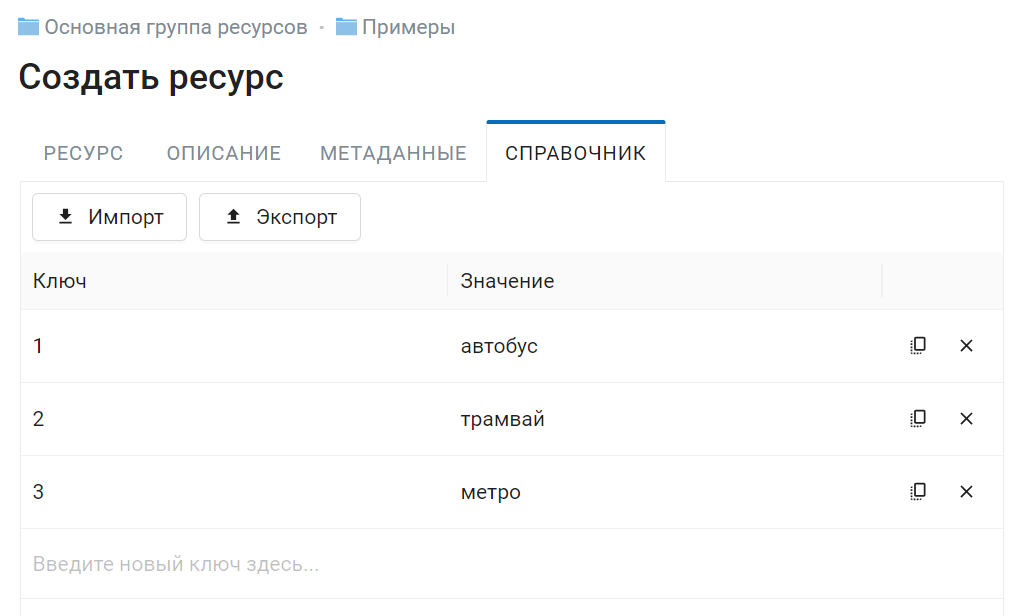 Основная группа ресурсов · Примеры
Создать ресурс
РЕСУРС ОПИСАНИЕ МЕТАДАННЫЕ СПРАВОЧНИК
Импорт Экспорт
Ключ Значение
1 автобус
2 трамвай
3 метро
Введите новый ключ здесь...